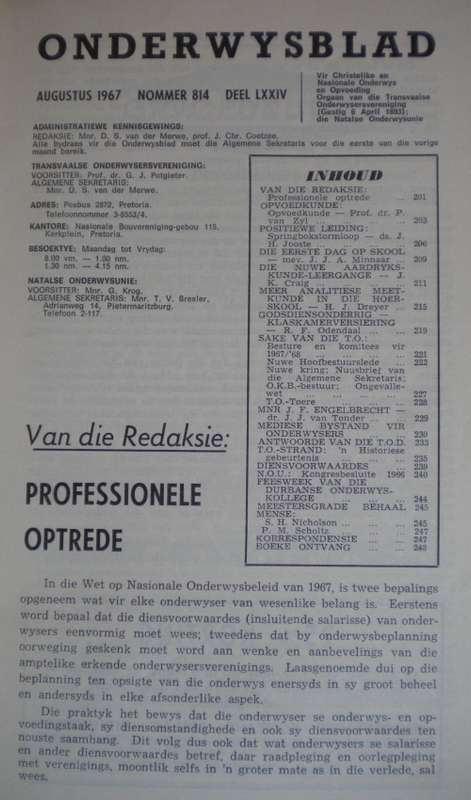 ONDERWYSBLAD
AUGUSTUS 1967 NOMMER 814 DEEL LXXIV
Vir Christelike en
Nasionale Onderwys
en Opvoeding
Orgaan van die Transvaalse
Onderwysersvereniging
(Gestig 6 April 1893);
die Natalse Onderwysunie
ADMINISTRATIEWE KENNISGEWINGS:
REDAKSIE: Mnr. D. S. van der Merwe, prof. J. Chr. Coetzee.
Alle bydraes vir die Onderwysblad moet die Algemene Sekretaris voor die eerste van die vorige
maand bereik.
TRANSVAALSE ONDERWYSERSVERENIGING:
VOORSITTER: Prof. dr. G. J. Potgieter.
ALGEMENE SEKRETARIS:
Mnr. D. S. van der Merwe.
ADRES: Posbus 2872, Pretoria.
Telefoonnommer 3-5553/4.
KANTORE: Nasionale Bouvereniging-gebou 115,
Kerkplein, Pretoria.
BESOEKTYE: Maandag tot Vrydag:
8.00 vm. — 1.00 nm.
1.30 nm. — 4.15 nm.
NATALSE ONDERWYSUNIE:
VOORSITTER: Mnr. G. Krog.
ALGEMENE SEKRETARIS: Mnr. T. V. Bresler,
Adrianweg 14, Pietermaritzburg.
Telefoon 2-117.
INHOUD
VAN DIE REDAKSIE:
Professionele optrede .. 201
OPVOEDKUNDE:
Opvoedkunde — Prof. dr. P.
van Zyl ... ... ... ... ... 203
POSITIEWE LEIDING:
Springbokstormloop — ds. J.
H. Jooste ... ... ... ... 206
DIE EERSTE DAG OP SKOOL
— mev. J. J. A. Minnaar ... 209
DIE NUWE AARDRYKS-
KUNDE-LEERGANGE — J.
K. Craig ... ... ... ... ... 211
MEER ANALITIESE MEET-
KUNDE IN DIE HOËR-
SKOOL — H. J. Dreyer ... 215
GODSDIENSONDERRIG —
KLASKAMERVERSIERING
— R. F. Odendaal ... ... 219
SAKE VAN DIE T.O.:
Besture en komitees vir
1967/'68 ... ... ... ... 221
Nuwe Hoofbestuurslede ... 222
Nuwe kring; Nuusbrief van
die Algemene Sekretaris;
O.K.B.-bestuur; Ongevalle-
wet ... ... ... ... ... 227
T.O.-Toere ... ... ... ... 228
MNR J. F. ENGELBRECHT —
dr. J. J. van Tonder ... ... 229
MEDIESE BYSTAND VIR
ONDERWYSERS ... ... ... 230
ANTWOORDE VAN DIE T.O.D. 233
T.O.-STRAND: 'n Historiese
gebeurtenis ... ... ... ... 235
DIENSVOORWAARDES ... ... 239
N.O.U.: Kongresbesluite 1966 240
FEESWEEK VAN DIE
DURBANSE ONDERWYS-
KOLLEGE ... ... ... ... 244
MEESTERSGRADE BEHAAL 245
MENSE:
S. H. Nicholson ... ... ... 245
P. M. Scholtz ... ... ... 247
KORRESPONDENSIE ... ... 247
BOEKE ONTVANG ... ... ... 248
Van die Redaksie:
PROFESSIONELE
OPTREDE
In die Wet op Nasionale Onderwysbeleid van 1967, is twee bepalings
opgeneem wat vir elke onderwyser van wesenlike belang is. Eerstens
word bepaal dat die diensvoorwaardes (insluitende salarisse) van onder-
wysers eenvormig moet wees; tweedens dat by onderwysbeplanning
oorweging geskenk moet word aan wenke en aanbevelings van die
amptelike erkende onderwysersverenigings. Laasgenoemde dui op die
beplanning ten opsigte van die onderwys enersyds in sy groot geheel
en andersyds in elke afsonderlike aspek.
Die praktyk het bewys dat die onderwyser se onderwys- en op-
voedingstaak, sy diensomstandighede en ook sy diensvoorwaardes ten
nouste saamhang. Dit volg dus ook dat wat onderwysers se salarisse
en ander diensvoorwaardes betref, daar raadpleging en oorlegpleging
met verenigings, moontlik selfs in 'n groter mate as in die verlede, sal
wees.